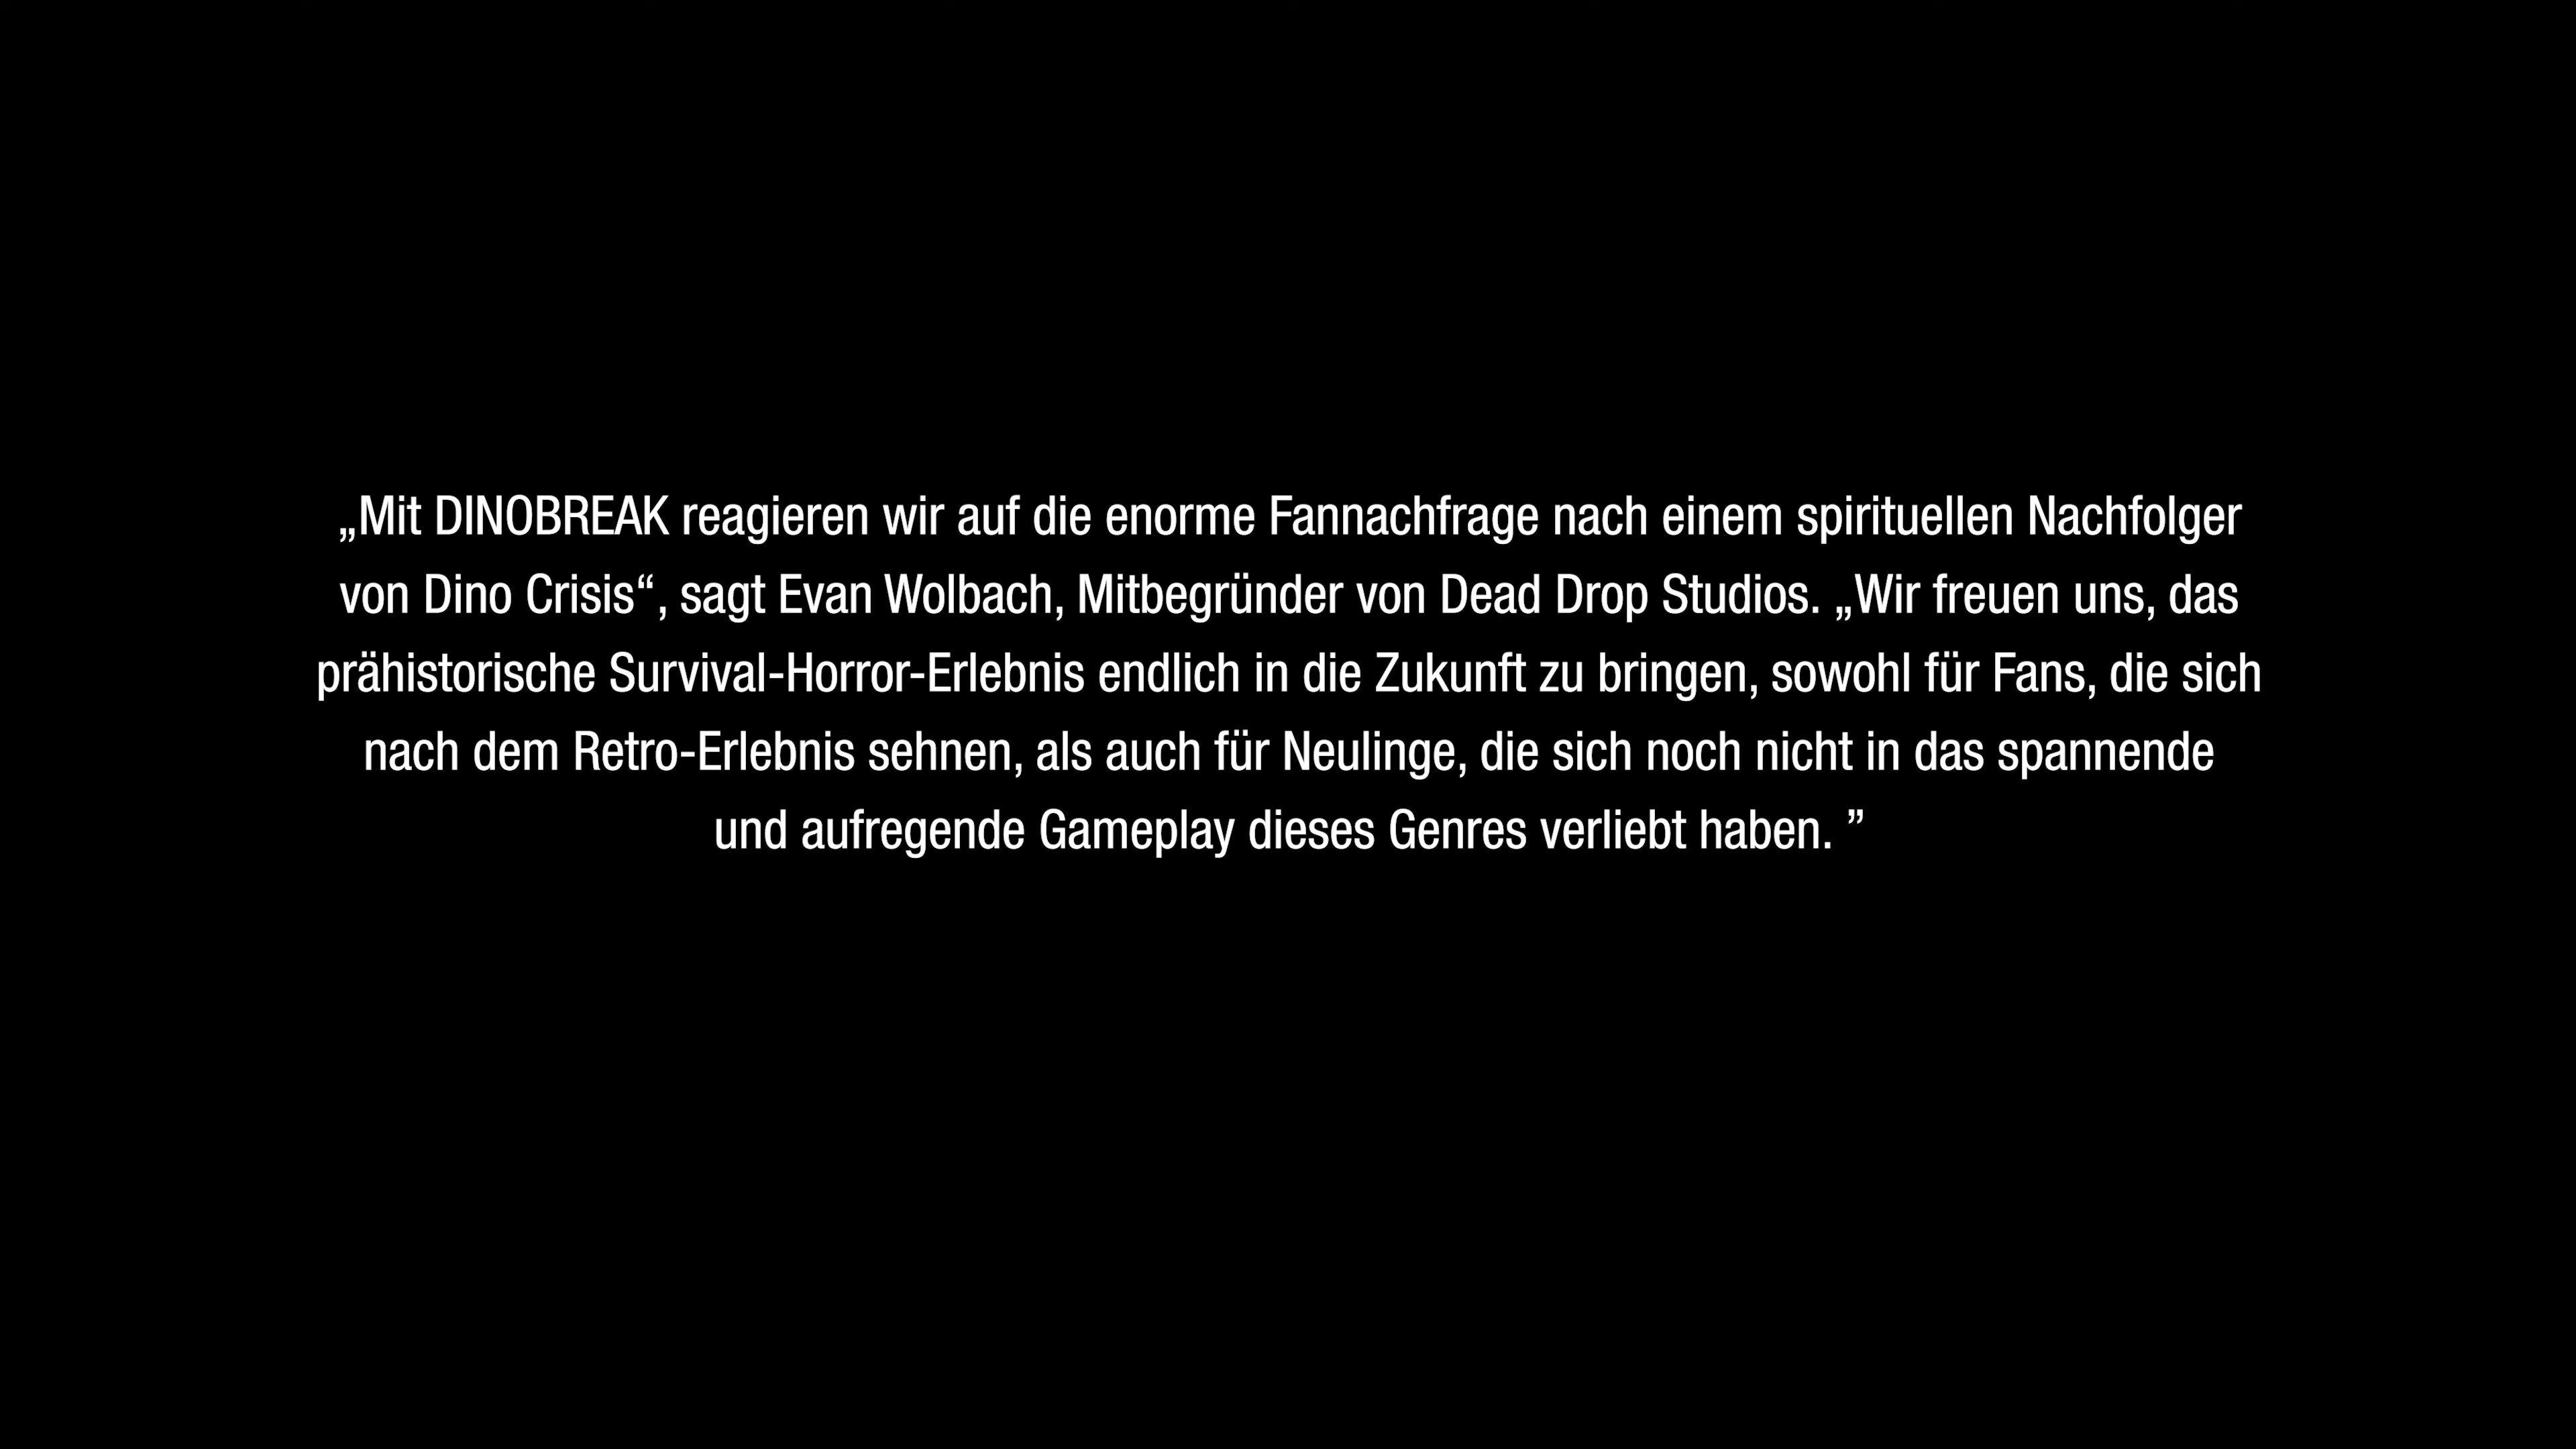 „Mit DINOBREAK reagieren wir auf die enorme Fannachfrage nach einem spirituellen Nachfolger
von Dino Crisis“, sagt Evan Wolbach, Mitbegründer von Dead Drop Studios. „Wir freuen uns, das
prähistorische Survival-Horror-Erlebnis endlich in die Zukunft zu bringen, sowohl für Fans, die sich
nach dem Retro-Erlebnis sehnen, als auch für Neulinge, die sich noch nicht in das spannende
und aufregende Gameplay dieses Genres verliebt haben. ”